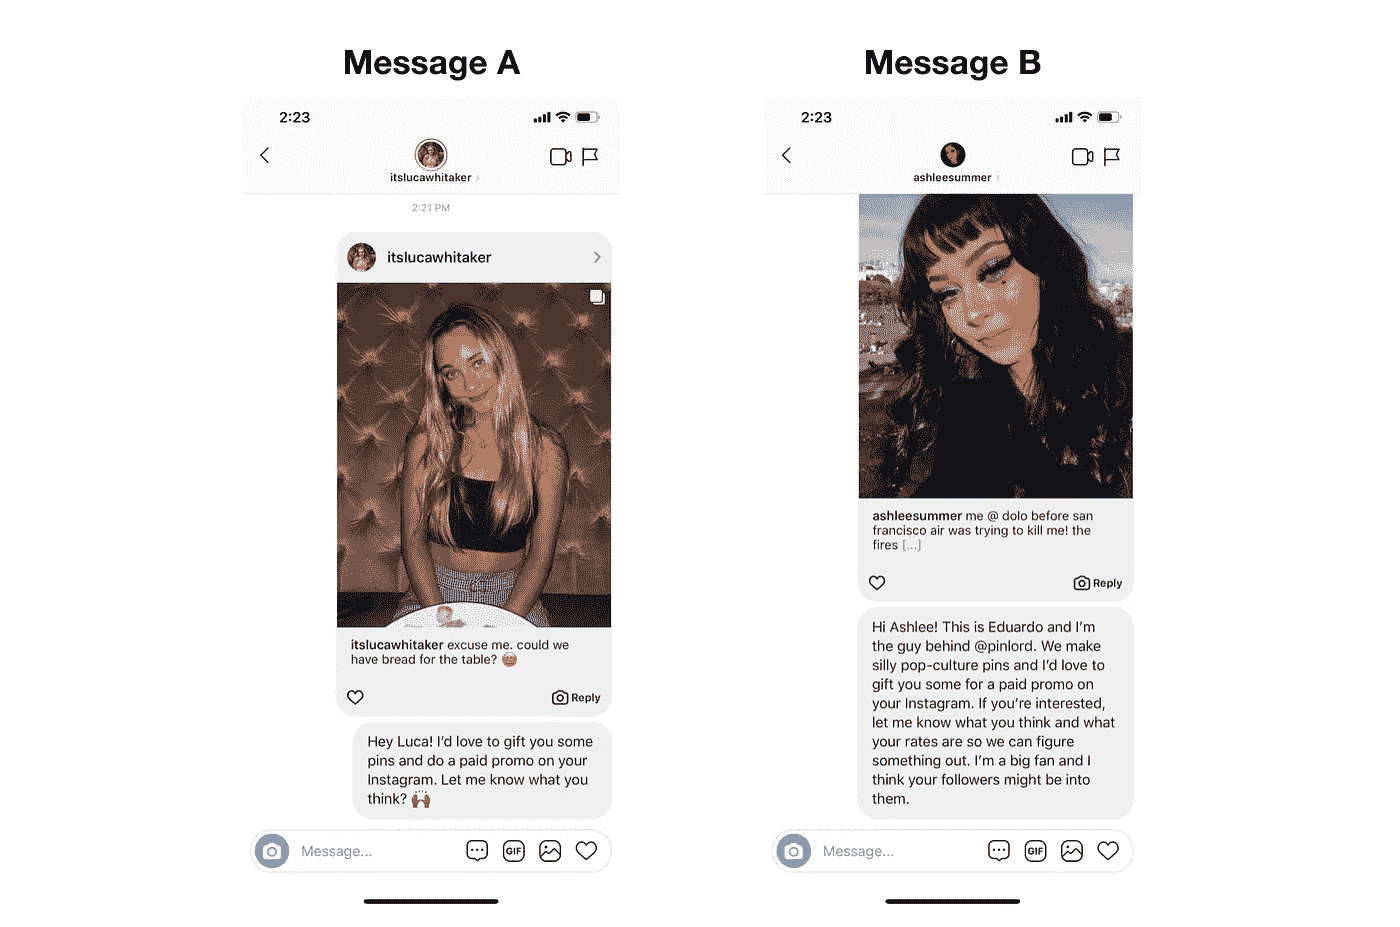 Message A
2:23
itslucawhitaker
2:21 PM
itslucawhitaker
itslucawhitaker excuse me. could we
have bread for the table?
Reply
Hey Luca! I'd love to gift you some
pins and do a paid promo on your
Instagram. Let me know what you
think? 🙌🏾
Message...
GIF
Message B
2:23
ashleesummer
ashleesummer me @ dolo before san
francisco air was trying to kill me! the
fires [...]
Reply
Hi Ashlee! This is Eduardo and I'm
the guy behind @pinlord. We make
silly pop-culture pins and I'd love to
gift you some for a paid promo on
your Instagram. If you're interested,
let me know what you think and what
your rates are so we can figure
something out. I'm a big fan and I
think your followers might be into
them.
Message...
GIF